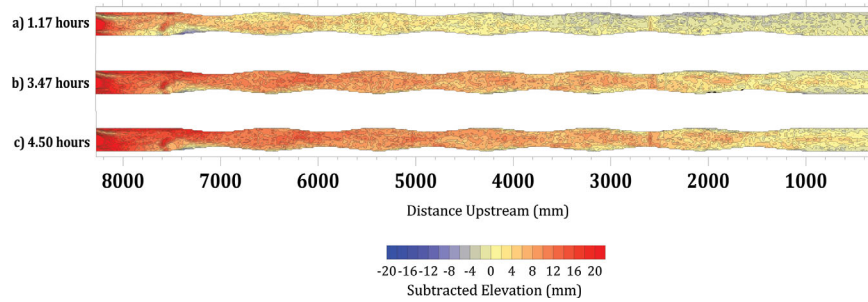 a) 1.17 hours
b) 3.47 hours
c) 4.50 hours
8000 7000 6000 5000 4000 3000 2000 1000
Distance Upstream (mm)
-20 -16 -12 -8 -4 0 4 8 12 16 20
Subtracted Elevation (mm)